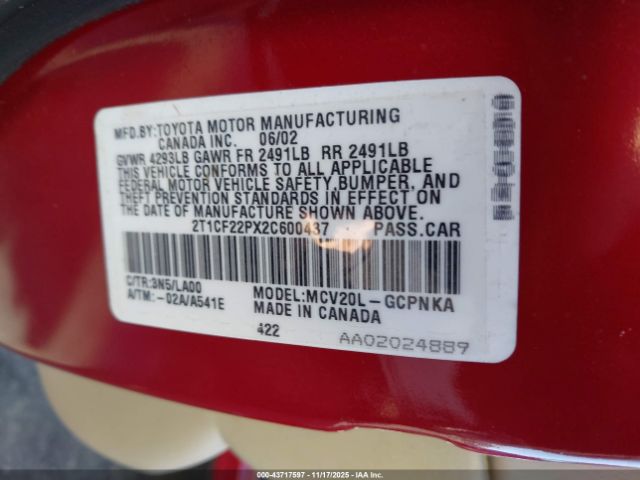 MFD.BY:TOYOTA MOTOR MANUFACTURING
CANADA INC. 06/02
GVWR 4293LB GAWR FR 2491LB RR 2491LB
THIS VEHICLE CONFORMS TO ALL APPLICABLE
FEDERAL MOTOR VEHICLE SAFETY,BUMPER, AND
THEFT PREVENTION STANDARDS IN EFFECT ON
THE DATE OF MANUFACTURE SHOWN ABOVE.
2T1CF22PX2C600437 PASS.CAR
C/TR:3N5/LA00 MODEL:MCV20L-GCPNKA
A/TM:-02A/A541E MADE IN CANADA
422
AA02024889
000-43717597 - 11/17/2025 - IAA Inc.